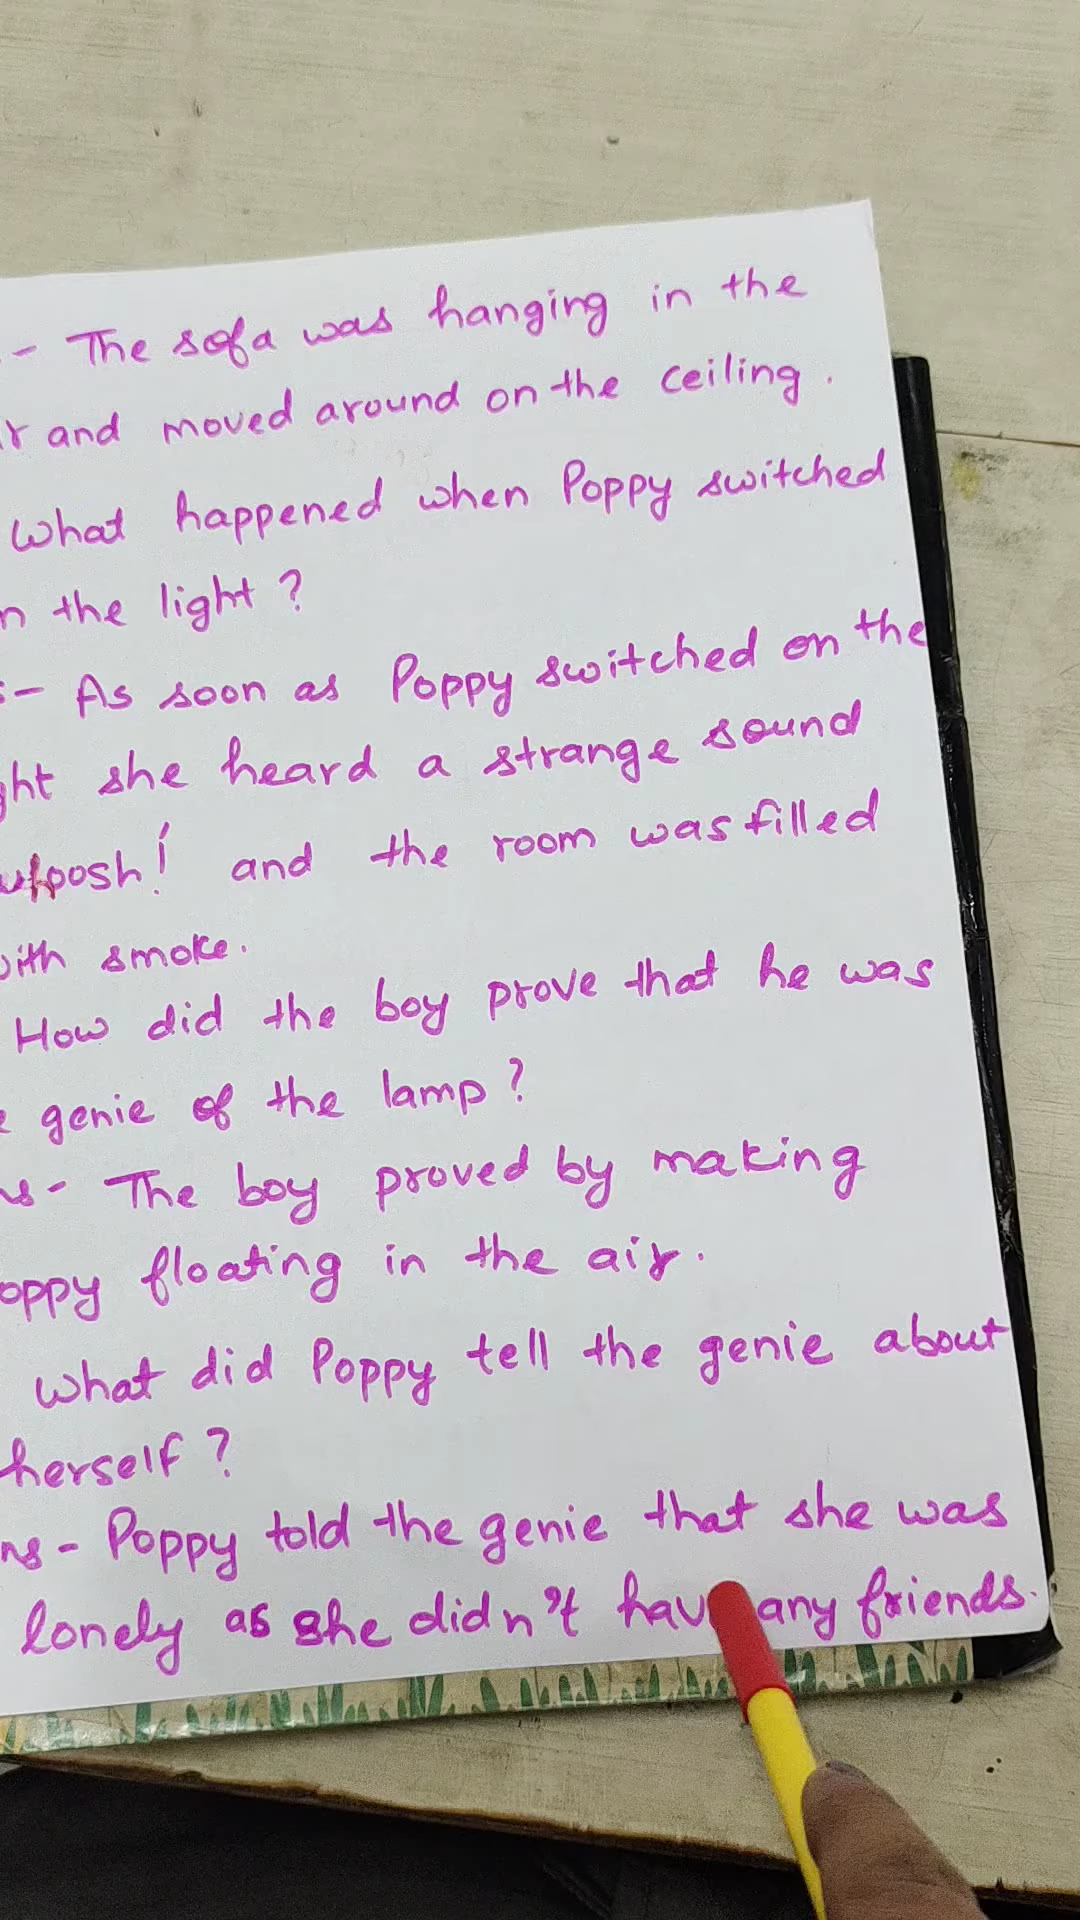 - The sofa was hanging in the
and moved around on the ceiling.
What happened when Poppy switched
the light?
- As soon as Poppy switched on the
she heard a strange sound
and the room was filled
smoke.
How did the boy prove that he was
genie of the lamp?
- The boy proved by making
floating in the air.
What did Poppy tell the genie about
herself?
- Poppy told the genie that she was
lonely as she didn't any friends.